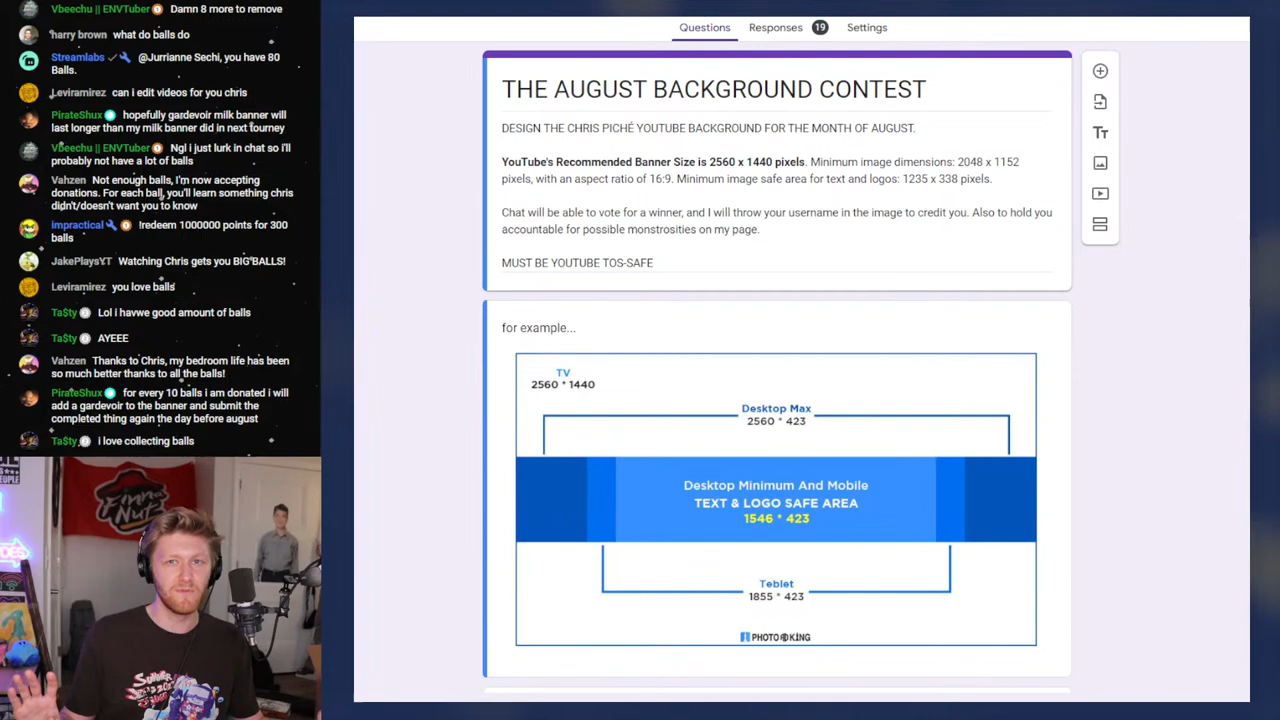 Vbeechu || ENVTuber Damn 8 more to remove
harry brown what do balls do
Streamlabs @Jurrianne Sechi, you have 80
Balls.
Leviramirez can i edit videos for you chris
PirateShux hopefully gardevoir milk banner will
last longer than my milk banner did in next tourney
Vbeechu || ENVTuber Ngl i just lurk in chat so i'll
probably not have a lot of balls
Vahzen Not enough balls, I'm now accepting
donations. For each ball, you'll learn something chris
didn't/doesn't want you to know
impractical !redeem 1000000 points for 300
balls
JakePlaysYT Watching Chris gets you BIG BALLS!
Leviramirez you love balls
Ta$ty Lol i havwe good amount of balls
Ta$ty AYEEE
Vahzen Thanks to Chris, my bedroom life has been
so much better thanks to all the balls!
PirateShux for every 10 balls i am donated i will
add a gardevoir to the banner and submit the
completed thing again the day before august
Ta$ty i love collecting balls
Questions Responses 19 Settings
THE AUGUST BACKGROUND CONTEST
DESIGN THE CHRIS PICHÉ YOUTUBE BACKGROUND FOR THE MONTH OF AUGUST.
YouTube's Recommended Banner Size is 2560 x 1440 pixels. Minimum image dimensions: 2048 x 1152
pixels, with an aspect ratio of 16:9. Minimum image safe area for text and logos: 1235 x 338 pixels.
Chat will be able to vote for a winner, and I will throw your username in the image to credit you. Also to hold you
accountable for possible monstrosities on my page.
MUST BE YOUTUBE TOS-SAFE
for example...
TV
2560 * 1440
Desktop Max
2560 * 423
Desktop Minimum And Mobile
TEXT & LOGO SAFE AREA
1546 * 423
Teblet
1855 * 423
PHOTO KING
Tr
PEOPLE